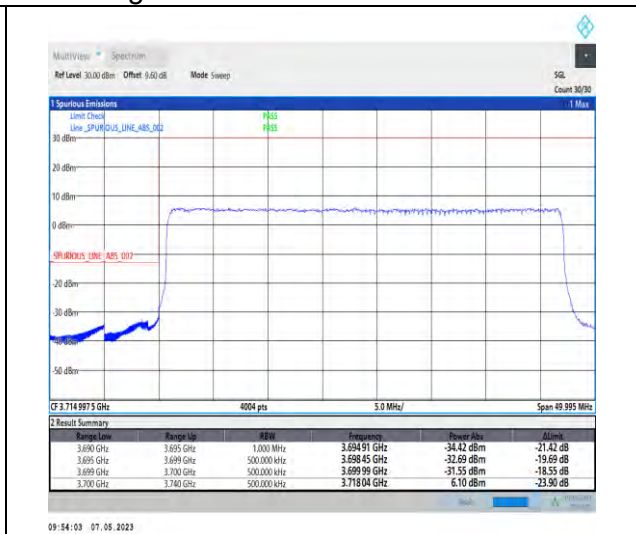 MultiView Spectrum
Ref Level 30.00 dBm Offset 9.60 dB Mode Sweep SGL
Count 30/30
1 Spurious Emissions 1 Max
Limit Check PASS
Line _SPURIOUS_LINE_ABS_002 PASS
30 dBm
20 dBm
10 dBm
0 dBm
SPURIOUS_LINE_ABS_002
-20 dBm
-30 dBm
-40 dBm
-50 dBm
CF 3.714 997 5 GHz 4004 pts 5.0 MHz/ Span 49.995 MHz
2 Result Summary
Range Low Range Up RBW Frequency Power Abs ΔLimit
3.690 GHz 3.695 GHz 1.000 MHz 3.694 91 GHz -34.42 dBm -21.42 dB
3.695 GHz 3.699 GHz 500.000 kHz 3.698 45 GHz -32.69 dBm -19.69 dB
3.699 GHz 3.700 GHz 500.000 kHz 3.699 99 GHz -31.55 dBm -18.55 dB
3.700 GHz 3.740 GHz 500.000 kHz 3.718 04 GHz 6.10 dBm -23.90 dB
09:54:03 07.05.2023